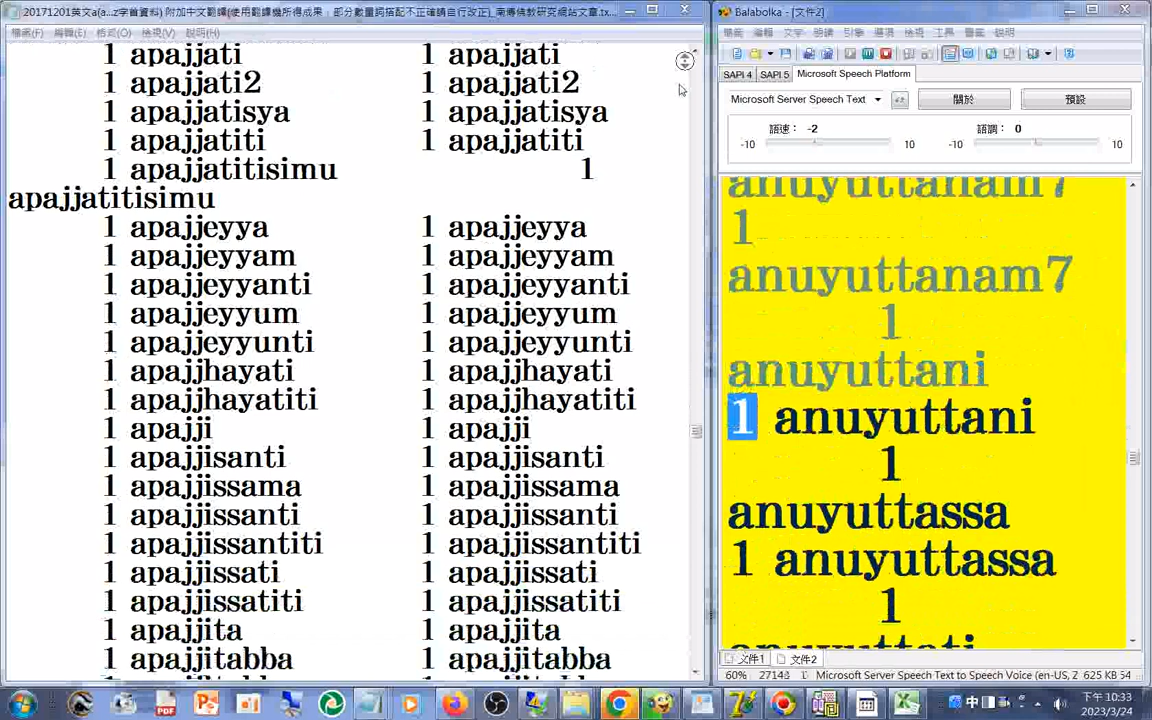 20171201英文a(a...z字首資料) 附加中文翻譯(使用翻譯機所得成果：部分數量詞搭配不正確請自行改正)_南傳佛教研究網站文章.tx...
檔案(F) 編輯(E) 格式(O) 檢視(V) 說明(H)
1 apajjati 1 apajjati
1 apajjati2 1 apajjati2
1 apajjatisya 1 apajjatisya
1 apajjatiti 1 apajjatiti
1 apajjatitisimu 1
apajjatitisimu
1 apajjeyya 1 apajjeyya
1 apajjeyyam 1 apajjeyyam
1 apajjeyyanti 1 apajjeyyanti
1 apajjeyyum 1 apajjeyyum
1 apajjeyyunti 1 apajjeyyunti
1 apajjhayati 1 apajjhayati
1 apajjhayatiti 1 apajjhayatiti
1 apajji 1 apajji
1 apajjisanti 1 apajjisanti
1 apajjissama 1 apajjissama
1 apajjissanti 1 apajjissanti
1 apajjissantiti 1 apajjissantiti
1 apajjissati 1 apajjissati
1 apajjissatiti 1 apajjissatiti
1 apajjita 1 apajjita
1 apajjitabba 1 apajjitabba
Balabolka - [文件2]
SAPI 4 SAPI 5 Microsoft Speech Platform
Microsoft Server Speech Text 關於 預設
語速： -2 語調： 0
-10 10 -10 10
anuyuttanam7
1
anuyuttanam7
1
anuyuttani
1 anuyuttani
1
anuyuttassa
1 anuyuttassa
1
anuyuttati
文件1 文件2
60% Microsoft Server Speech Text to Speech Voice (en-US, Z 625 KB 54
下午 10:33
2023/3/24